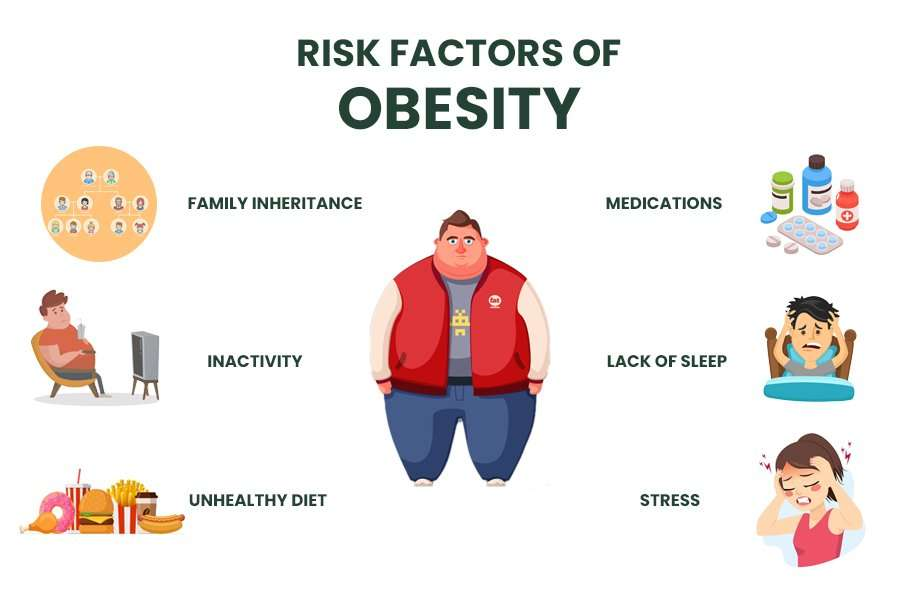 RISK FACTORS OF
OBESITY
FAMILY INHERITANCE
MEDICATIONS
INACTIVITY
LACK OF SLEEP
UNHEALTHY DIET
STRESS